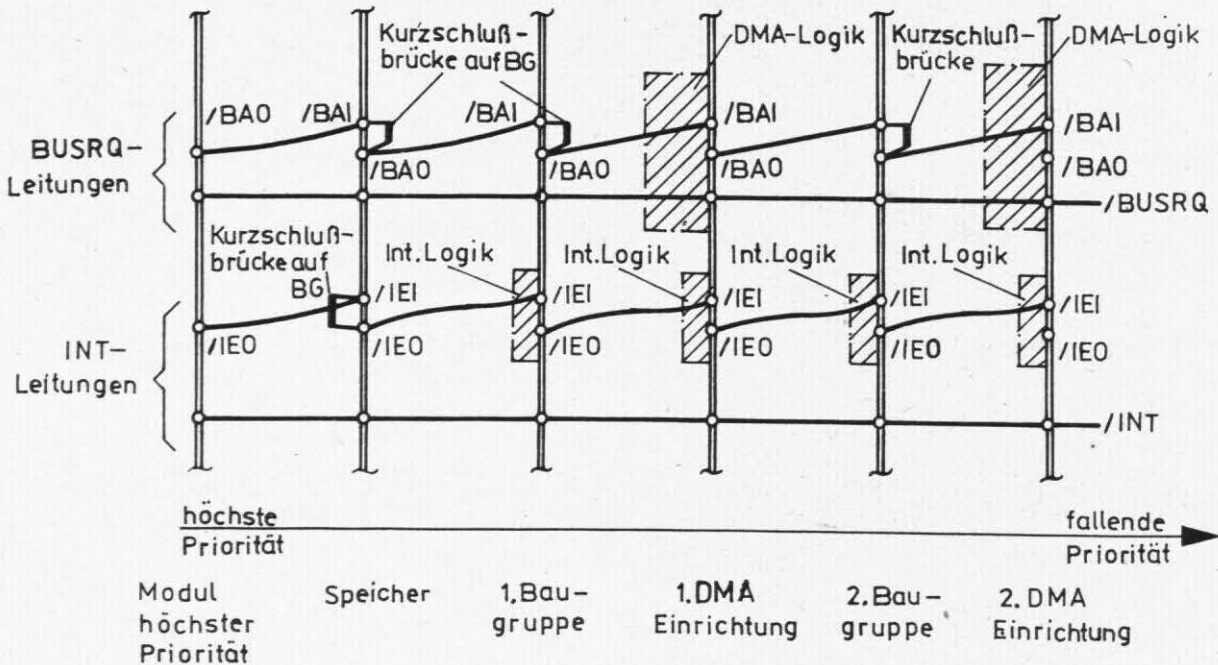 Kurzschluß-
brücke auf BG
DMA-Logik
Kurzschluß-
brücke
DMA-Logik
/BAO
/BAI
/BAI
/BAI
/BAI
BUSRQ-
Leitungen
/BAO
/BAO
/BAO
/BAO
/BUSRQ
Kurzschluß-
brücke auf
BG
Int.Logik
Int.Logik
Int.Logik
Int.Logik
/IEI
/IEI
/IEI
/IEI
/IEI
INT-
Leitungen
/IEO
/IEO
/IEO
/IEO
/IEO
/IEO
/INT
höchste
Priorität
fallende
Priorität
Modul
höchster
Priorität
Speicher
1.Bau-
gruppe
1.DMA
Einrichtung
2.Bau-
gruppe
2. DMA
Einrichtung